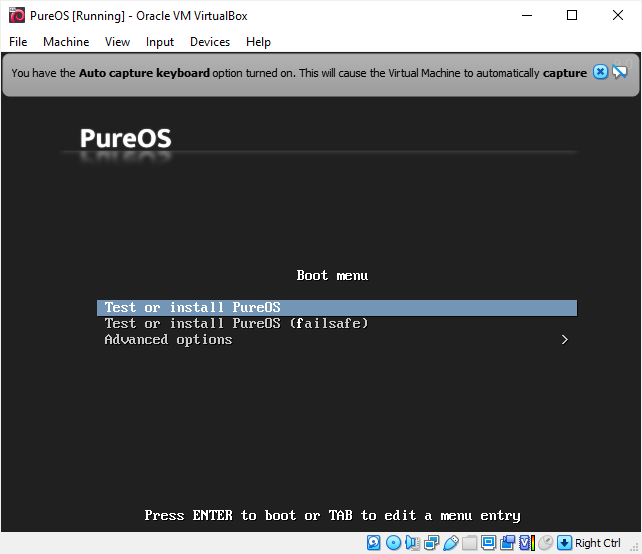 PureOS [Running] - Oracle VM VirtualBox
File Machine View Input Devices Help
You have the Auto capture keyboard option turned on. This will cause the Virtual Machine to automatically capture
PureOS
Boot menu
Test or install PureOS
Test or install PureOS (failsafe)
Advanced options >
Press ENTER to boot or TAB to edit a menu entry
Right Ctrl